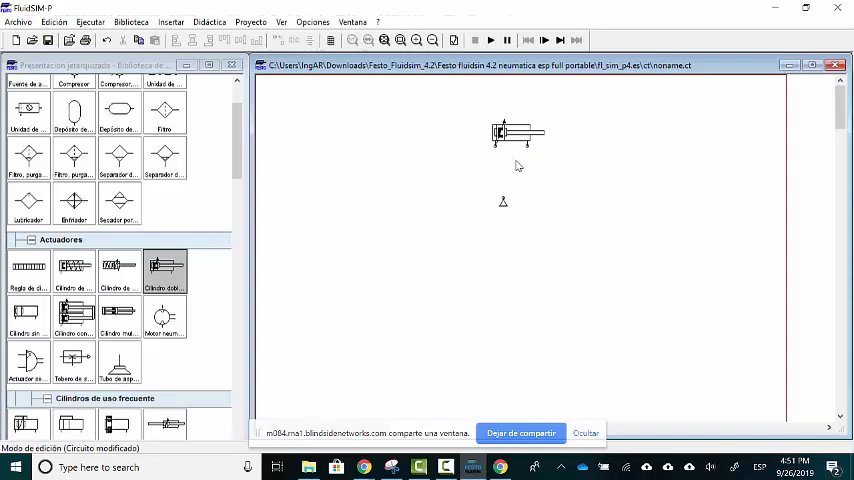 FluidSIM-P
Archivo Edición Ejecutar Biblioteca Insertar Didáctica Proyecto Ver Opciones Ventana ?
Presentación jerarquizada - Biblioteca de
C:\Users\IngAR\Downloads\Festo_Fluidsim_4.2\Festo fluidsin 4.2 neumatica esp full portable\fl_sim_p4.es\ct\noname.ct
Fuente de a... Compresor Compresor, ... Unidad de ...
Unidad de ... Depósito de... Depósito de... Filtro
Filtro, purga... Filtro, purga... Separador d... Separador d...
Lubricador Enfriador Secador por...
Actuadores
Regla de di... Cilindro de ... Cilindro de ... Cilindro dobl...
Cilindro sin ... Cilindro con... Cilindro mul... Motor neum...
Actuador se... Tobera de s... Tubo de asp...
Cilindros de uso frecuente
m084.rna1.blindsidenetworks.com comparte una ventana. Dejar de compartir Ocultar
Modo de edición (Circuito modificado)
Type here to search
FESTO
ESP
4:51 PM
9/26/2019
2